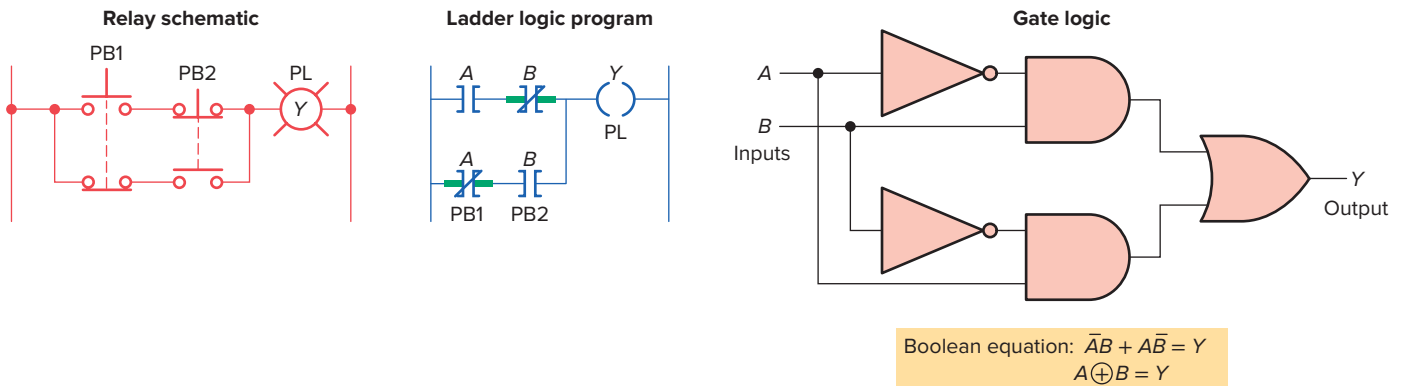 Relay schematic
PB1
PB2
PL
Y
Ladder logic program
A B Y
PL
A B
PB1 PB2
Gate logic
A
B
Inputs
Y
Output
Boolean equation: A̅B + AB̅ = Y
A⊕B = Y